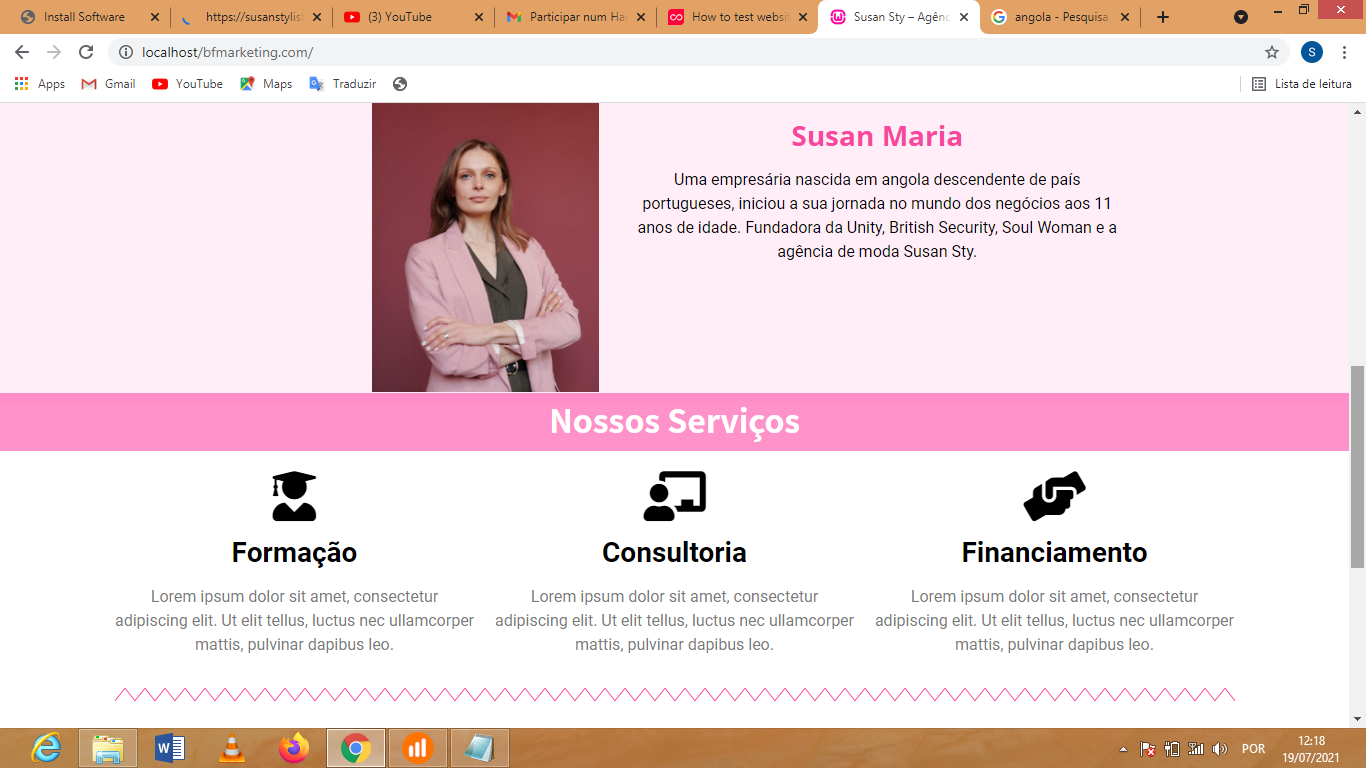 Install Software
https://susanstylis
(3) YouTube
Participar num Ha
How to test websit
Susan Sty – Agênc
angola - Pesquisa
localhost/bfmarketing.com/
S
Apps
Gmail
YouTube
Maps
Traduzir
Lista de leitura
Susan Maria
Uma empresária nascida em angola descendente de país
portugueses, iniciou a sua jornada no mundo dos negócios aos 11
anos de idade. Fundadora da Unity, British Security, Soul Woman e a
agência de moda Susan Sty.
Nossos Serviços
Formação
Consultoria
Financiamento
Lorem ipsum dolor sit amet, consectetur
adipiscing elit. Ut elit tellus, luctus nec ullamcorper
mattis, pulvinar dapibus leo.
Lorem ipsum dolor sit amet, consectetur
adipiscing elit. Ut elit tellus, luctus nec ullamcorper
mattis, pulvinar dapibus leo.
Lorem ipsum dolor sit amet, consectetur
adipiscing elit. Ut elit tellus, luctus nec ullamcorper
mattis, pulvinar dapibus leo.
POR
12:18
19/07/2021